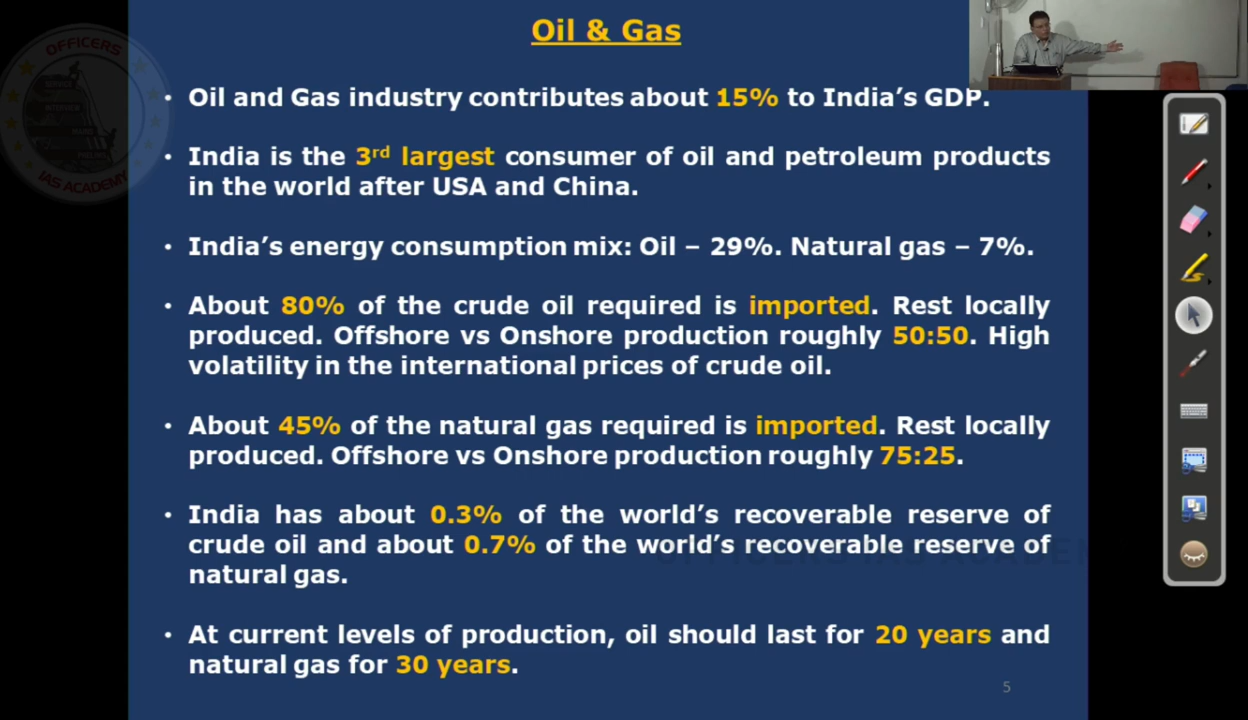 Oil & Gas
OFFICERS
IAS ACADEMY
• Oil and Gas industry contributes about 15% to India's GDP.
• India is the 3rd largest consumer of oil and petroleum products
in the world after USA and China.
• India's energy consumption mix: Oil – 29%. Natural gas – 7%.
• About 80% of the crude oil required is imported. Rest locally
produced. Offshore vs Onshore production roughly 50:50. High
volatility in the international prices of crude oil.
• About 45% of the natural gas required is imported. Rest locally
produced. Offshore vs Onshore production roughly 75:25.
• India has about 0.3% of the world's recoverable reserve of
crude oil and about 0.7% of the world's recoverable reserve of
natural gas.
• At current levels of production, oil should last for 20 years and
natural gas for 30 years.
5